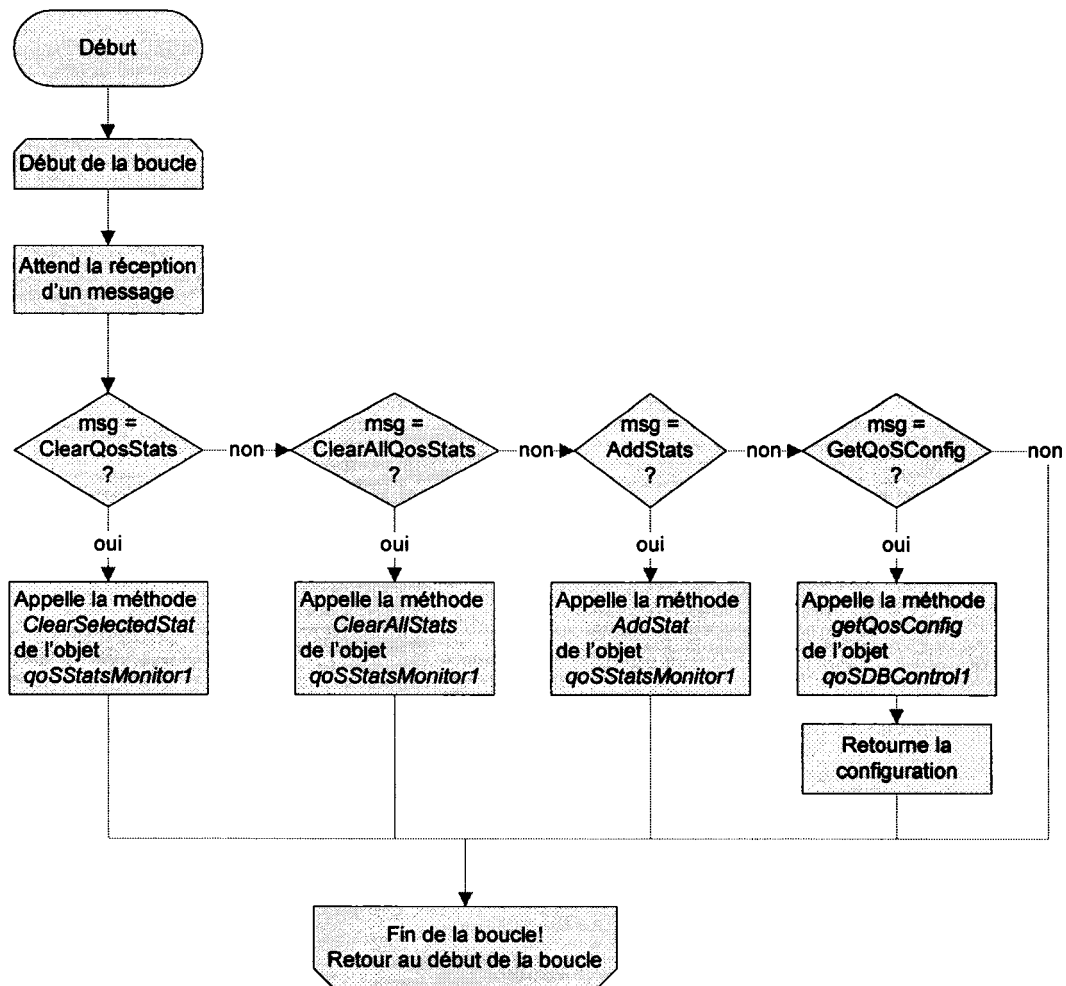 Début
Début de la boucle
Attend la réception
d'un message
msg =
ClearQosStats
?
non
msg =
ClearAllQosStats
?
non
msg =
AddStats
?
non
msg =
GetQoSConfig
?
non
oui
oui
oui
oui
Appelle la méthode
ClearSelectedStat
de l'objet
qoSStatsMonitor1
Appelle la méthode
ClearAllStats
de l'objet
qoSStatsMonitor1
Appelle la méthode
AddStat
de l'objet
qoSStatsMonitor1
Appelle la méthode
getQosConfig
de l'objet
qoSDBControl1
Retourne la
configuration
Fin de la boucle!
Retour au début de la boucle